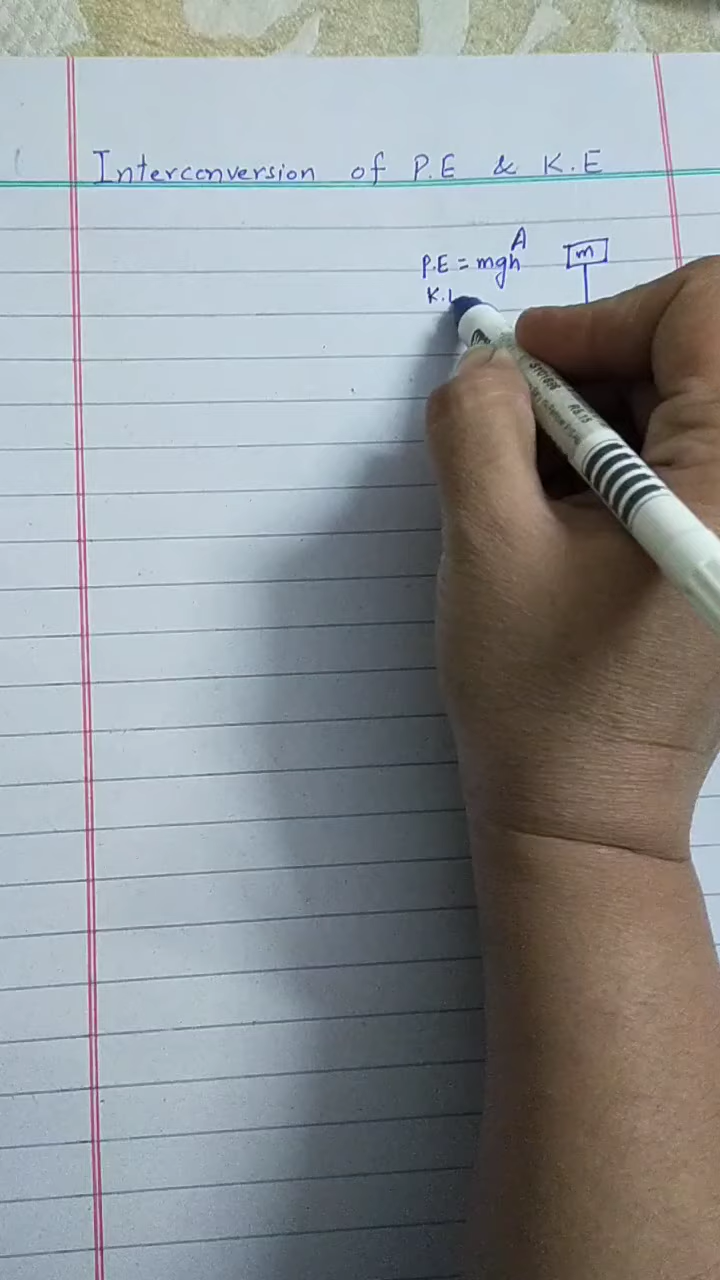 Interconversion of P.E & K.E
A
m
P.E = mgh
K.